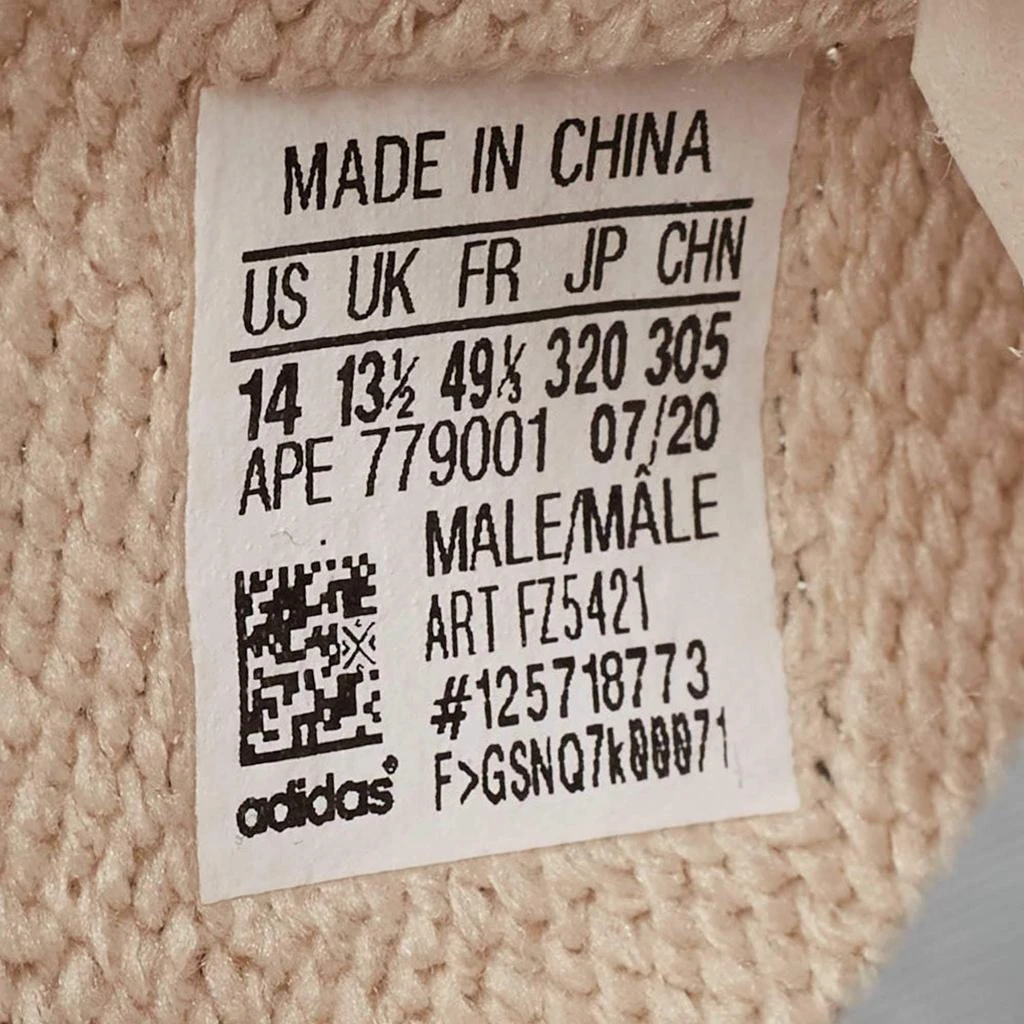 MADE IN CHINA
US UK FR JP CHN
14 13½ 49⅓ 320 305
APE 779001 07/20
MALE/MÂLE
ART FZ5421
#125718773
F>GSNQ7k00071
adidas®